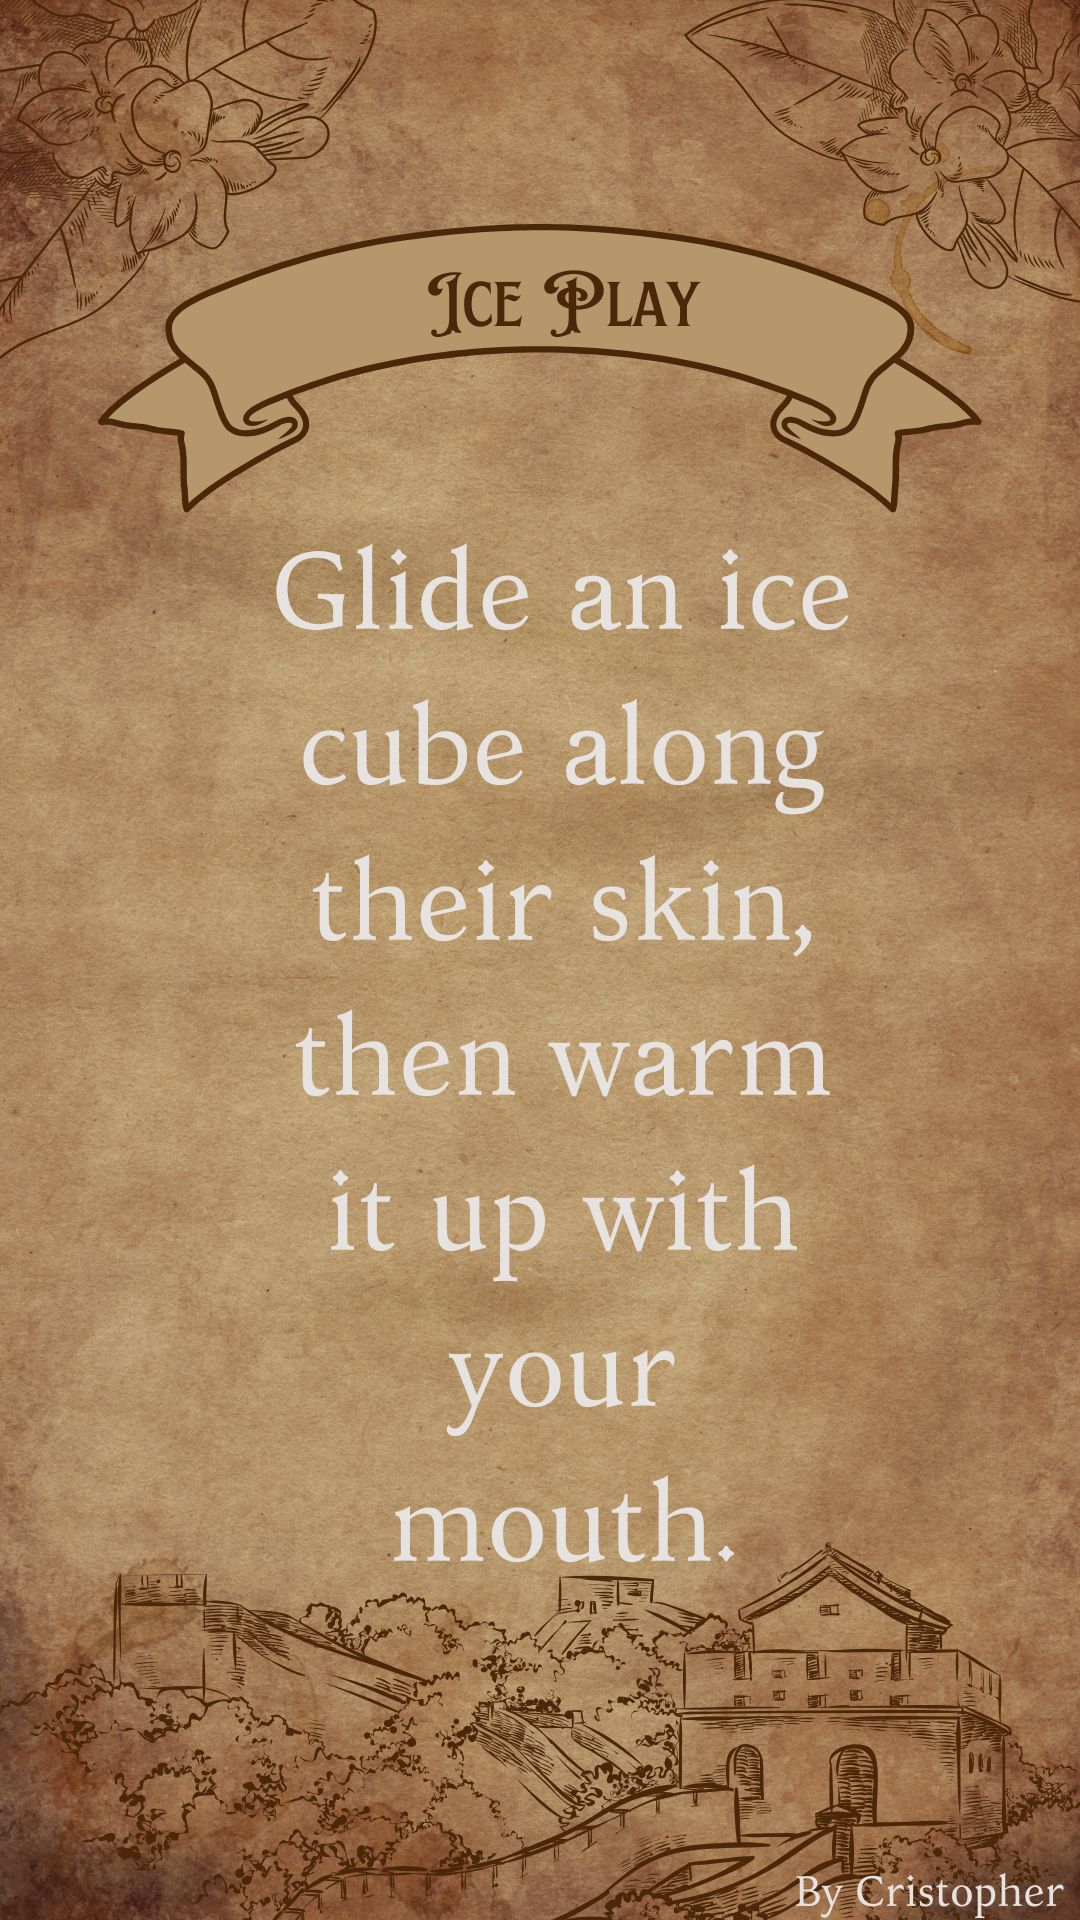 Ice Play
Glide an ice
cube along
their skin,
then warm
it up with
your
mouth.
By Cristopher